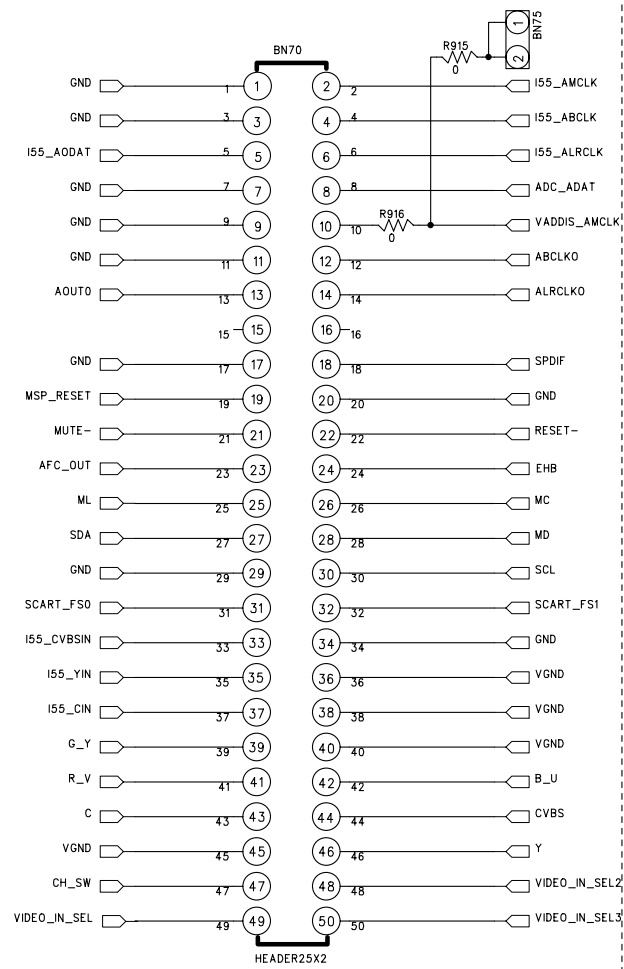 BN75
1
2
R915
0
BN70
GND 1 1 2 2 I55_AMCLK
GND 3 3 4 4 I55_ABCLK
I55_AODAT 5 5 6 6 I55_ALRCLK
GND 7 7 8 8 ADC_ADAT
GND 9 9 10 10 R916 0 VADDIS_AMCLK
GND 11 11 12 12 ABCLKO
AOUTO 13 13 14 14 ALRCLKO
15 15 16 16
GND 17 17 18 18 SPDIF
MSP_RESET 19 19 20 20 GND
MUTE- 21 21 22 22 RESET-
AFC_OUT 23 23 24 24 EHB
ML 25 25 26 26 MC
SDA 27 27 28 28 MD
GND 29 29 30 30 SCL
SCART_FS0 31 31 32 32 SCART_FS1
I55_CVBSIN 33 33 34 34 GND
I55_YIN 35 35 36 36 VGND
I55_CIN 37 37 38 38 VGND
G_Y 39 39 40 40 VGND
R_V 41 41 42 42 B_U
C 43 43 44 44 CVBS
VGND 45 45 46 46 Y
CH_SW 47 47 48 48 VIDEO_IN_SEL2
VIDEO_IN_SEL 49 49 50 50 VIDEO_IN_SEL3
HEADER25X2